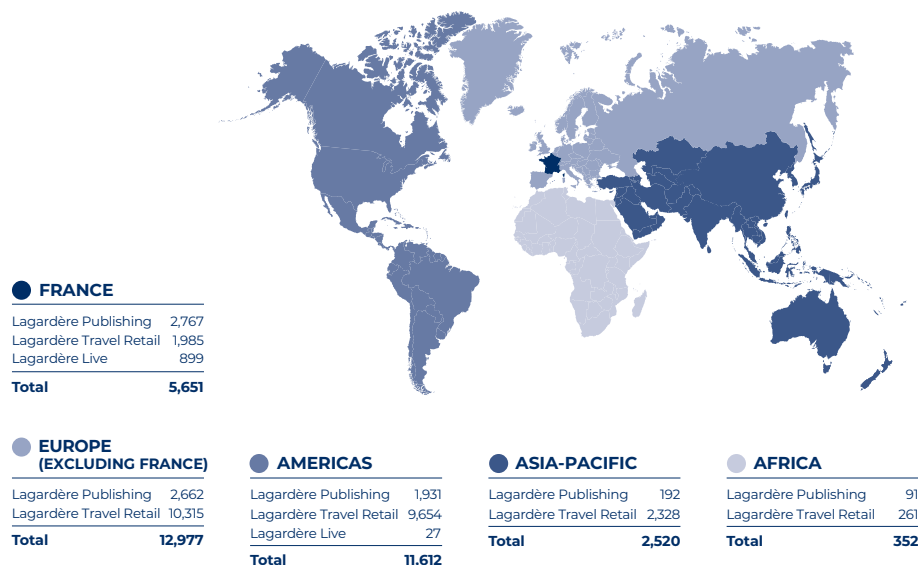 FRANCE
Lagardère Publishing 2,767
Lagardère Travel Retail 1,985
Lagardère Live 899
Total 5,651
EUROPE
(EXCLUDING FRANCE)
Lagardère Publishing 2,662
Lagardère Travel Retail 10,315
Total 12,977
AMERICAS
Lagardère Publishing 1,931
Lagardère Travel Retail 9,654
Lagardère Live 27
Total 11,612
ASIA-PACIFIC
Lagardère Publishing 192
Lagardère Travel Retail 2,328
Total 2,520
AFRICA
Lagardère Publishing 91
Lagardère Travel Retail 261
Total 352